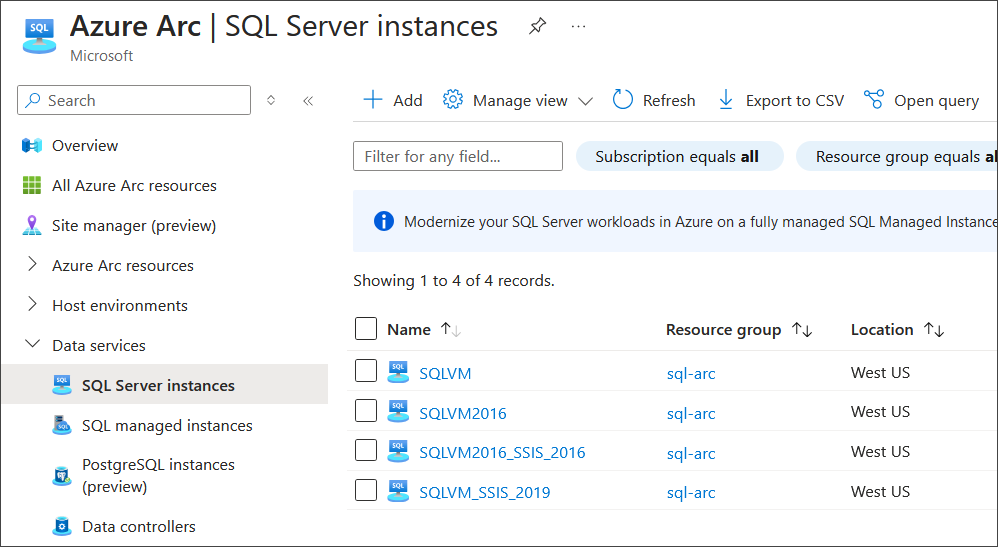 SQL
Azure Arc | SQL Server instances
Microsoft
Search
Overview
All Azure Arc resources
Site manager (preview)
Azure Arc resources
Host environments
Data services
SQL Server instances
SQL managed instances
PostgreSQL instances
(preview)
Data controllers
Add
Manage view
Refresh
Export to CSV
Open query
Filter for any field...
Subscription equals all
Resource group equals al
Modernize your SQL Server workloads in Azure on a fully managed SQL Managed Instance
Showing 1 to 4 of 4 records.
Name Resource group Location
SQLVM sql-arc West US
SQLVM2016 sql-arc West US
SQLVM2016_SSIS_2016 sql-arc West US
SQLVM_SSIS_2019 sql-arc West US